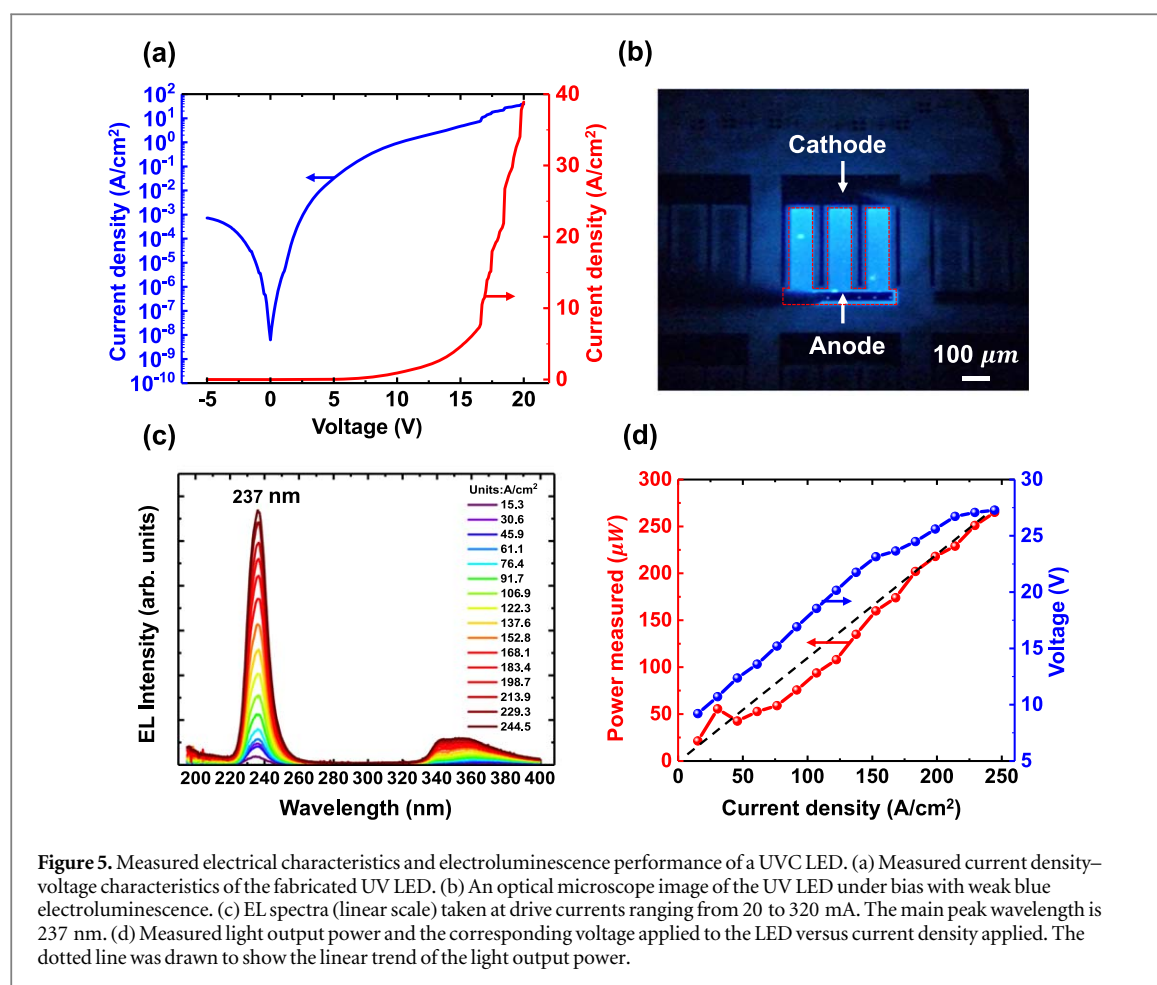 (a)
Current density (A/cm²)
10²
10¹
10⁰
10⁻¹
10⁻²
10⁻³
10⁻⁴
10⁻⁵
10⁻⁶
10⁻⁷
10⁻⁸
10⁻⁹
10⁻¹⁰
-5 0 5 10 15 20
Voltage (V)
40
30
20
10
0
Current density (A/cm²)
(b)
Cathode
Anode
100 μm
(c)
EL Intensity (arb. units)
237 nm
Units:A/cm²
15.3
30.6
45.9
61.1
76.4
91.7
106.9
122.3
137.6
152.8
168.1
183.4
198.7
213.9
229.3
244.5
200 220 240 260 280 300 320 340 360 380 400
Wavelength (nm)
(d)
Power measured (μW)
300
250
200
150
100
50
0
0 50 100 150 200 250
Current density (A/cm²)
30
25
20
15
10
5
Voltage (V)
Figure 5. Measured electrical characteristics and electroluminescence performance of a UVC LED. (a) Measured current density–
voltage characteristics of the fabricated UV LED. (b) An optical microscope image of the UV LED under bias with weak blue
electroluminescence. (c) EL spectra (linear scale) taken at drive currents ranging from 20 to 320 mA. The main peak wavelength is
237 nm. (d) Measured light output power and the corresponding voltage applied to the LED versus current density applied. The
dotted line was drawn to show the linear trend of the light output power.